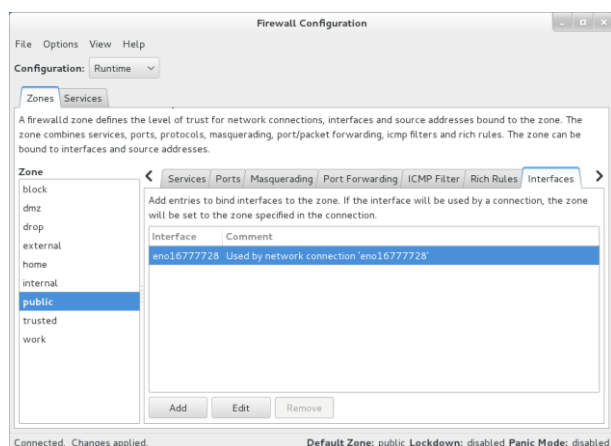 Firewall Configuration
File Options View Help
Configuration: Runtime
Zones Services
A firewalld zone defines the level of trust for network connections, interfaces and source addresses bound to the zone. The
zone combines services, ports, protocols, masquerading, port/packet forwarding, icmp filters and rich rules. The zone can be
bound to interfaces and source addresses.
Zone
block
dmz
drop
external
home
internal
public
trusted
work
Services Ports Masquerading Port Forwarding ICMP Filter Rich Rules Interfaces
Add entries to bind interfaces to the zone. If the interface will be used by a connection, the zone
will be set to the zone specified in the connection.
Interface Comment
eno16777728 Used by network connection 'eno16777728'
Add Edit Remove
Connected. Changes applied. Default Zone: public Lockdown: disabled Panic Mode: disabled